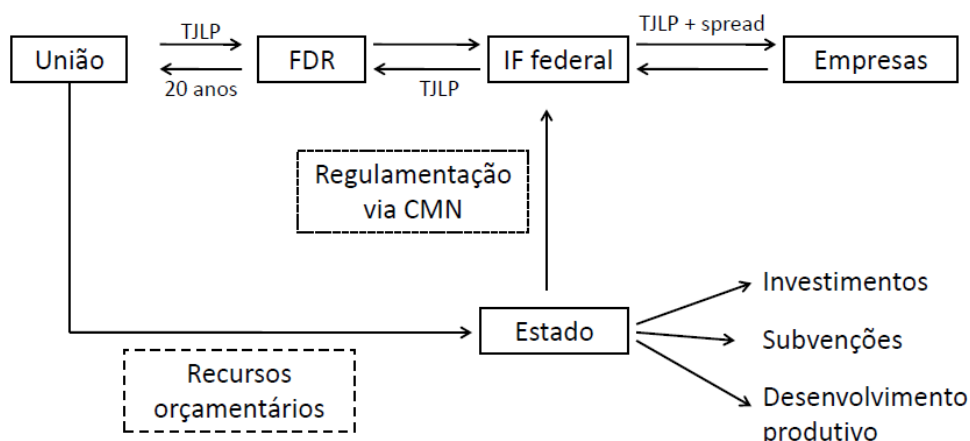 TJLP
TJLP + spread
União
FDR
IF federal
Empresas
20 anos
TJLP
Regulamentação
via CMN
Investimentos
Estado
Subvenções
Recursos
orçamentários
Desenvolvimento
produtivo